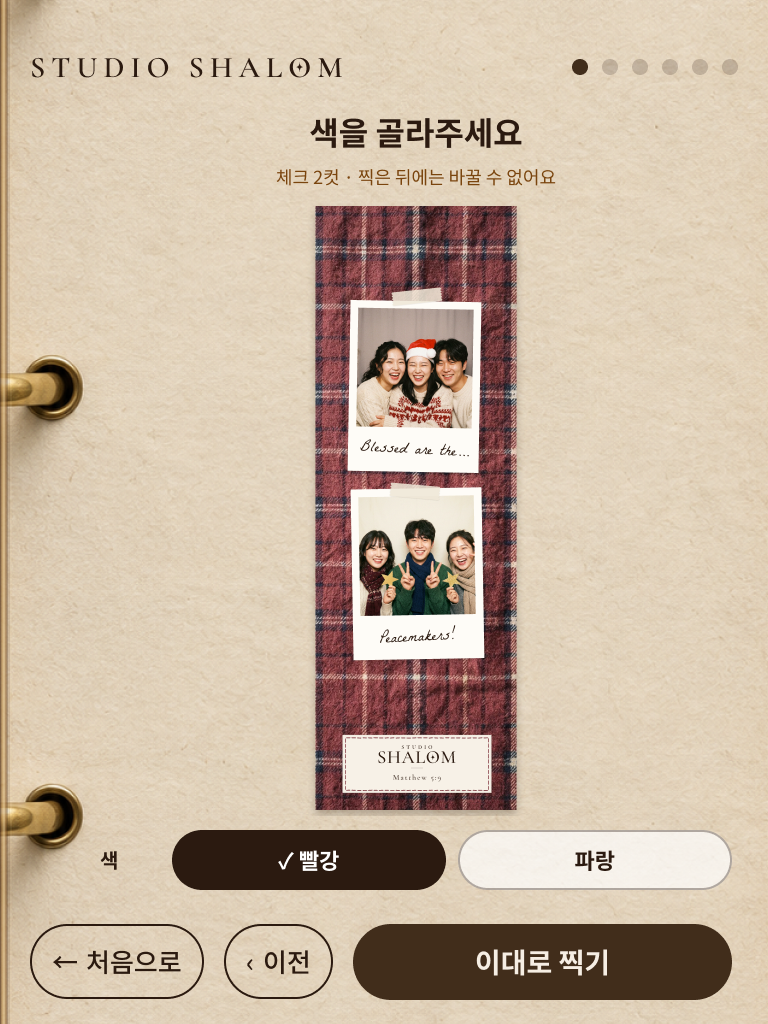 STUDIO SHALOM
색을 골라주세요
체크 2컷 · 찍은 뒤에는 바꿀 수 없어요
Blessed are the...
Peacemakers!
STUDIO
SHALOM
Matthew 5:9
색
✓ 빨강
파랑
← 처음으로
‹ 이전
이대로 찍기